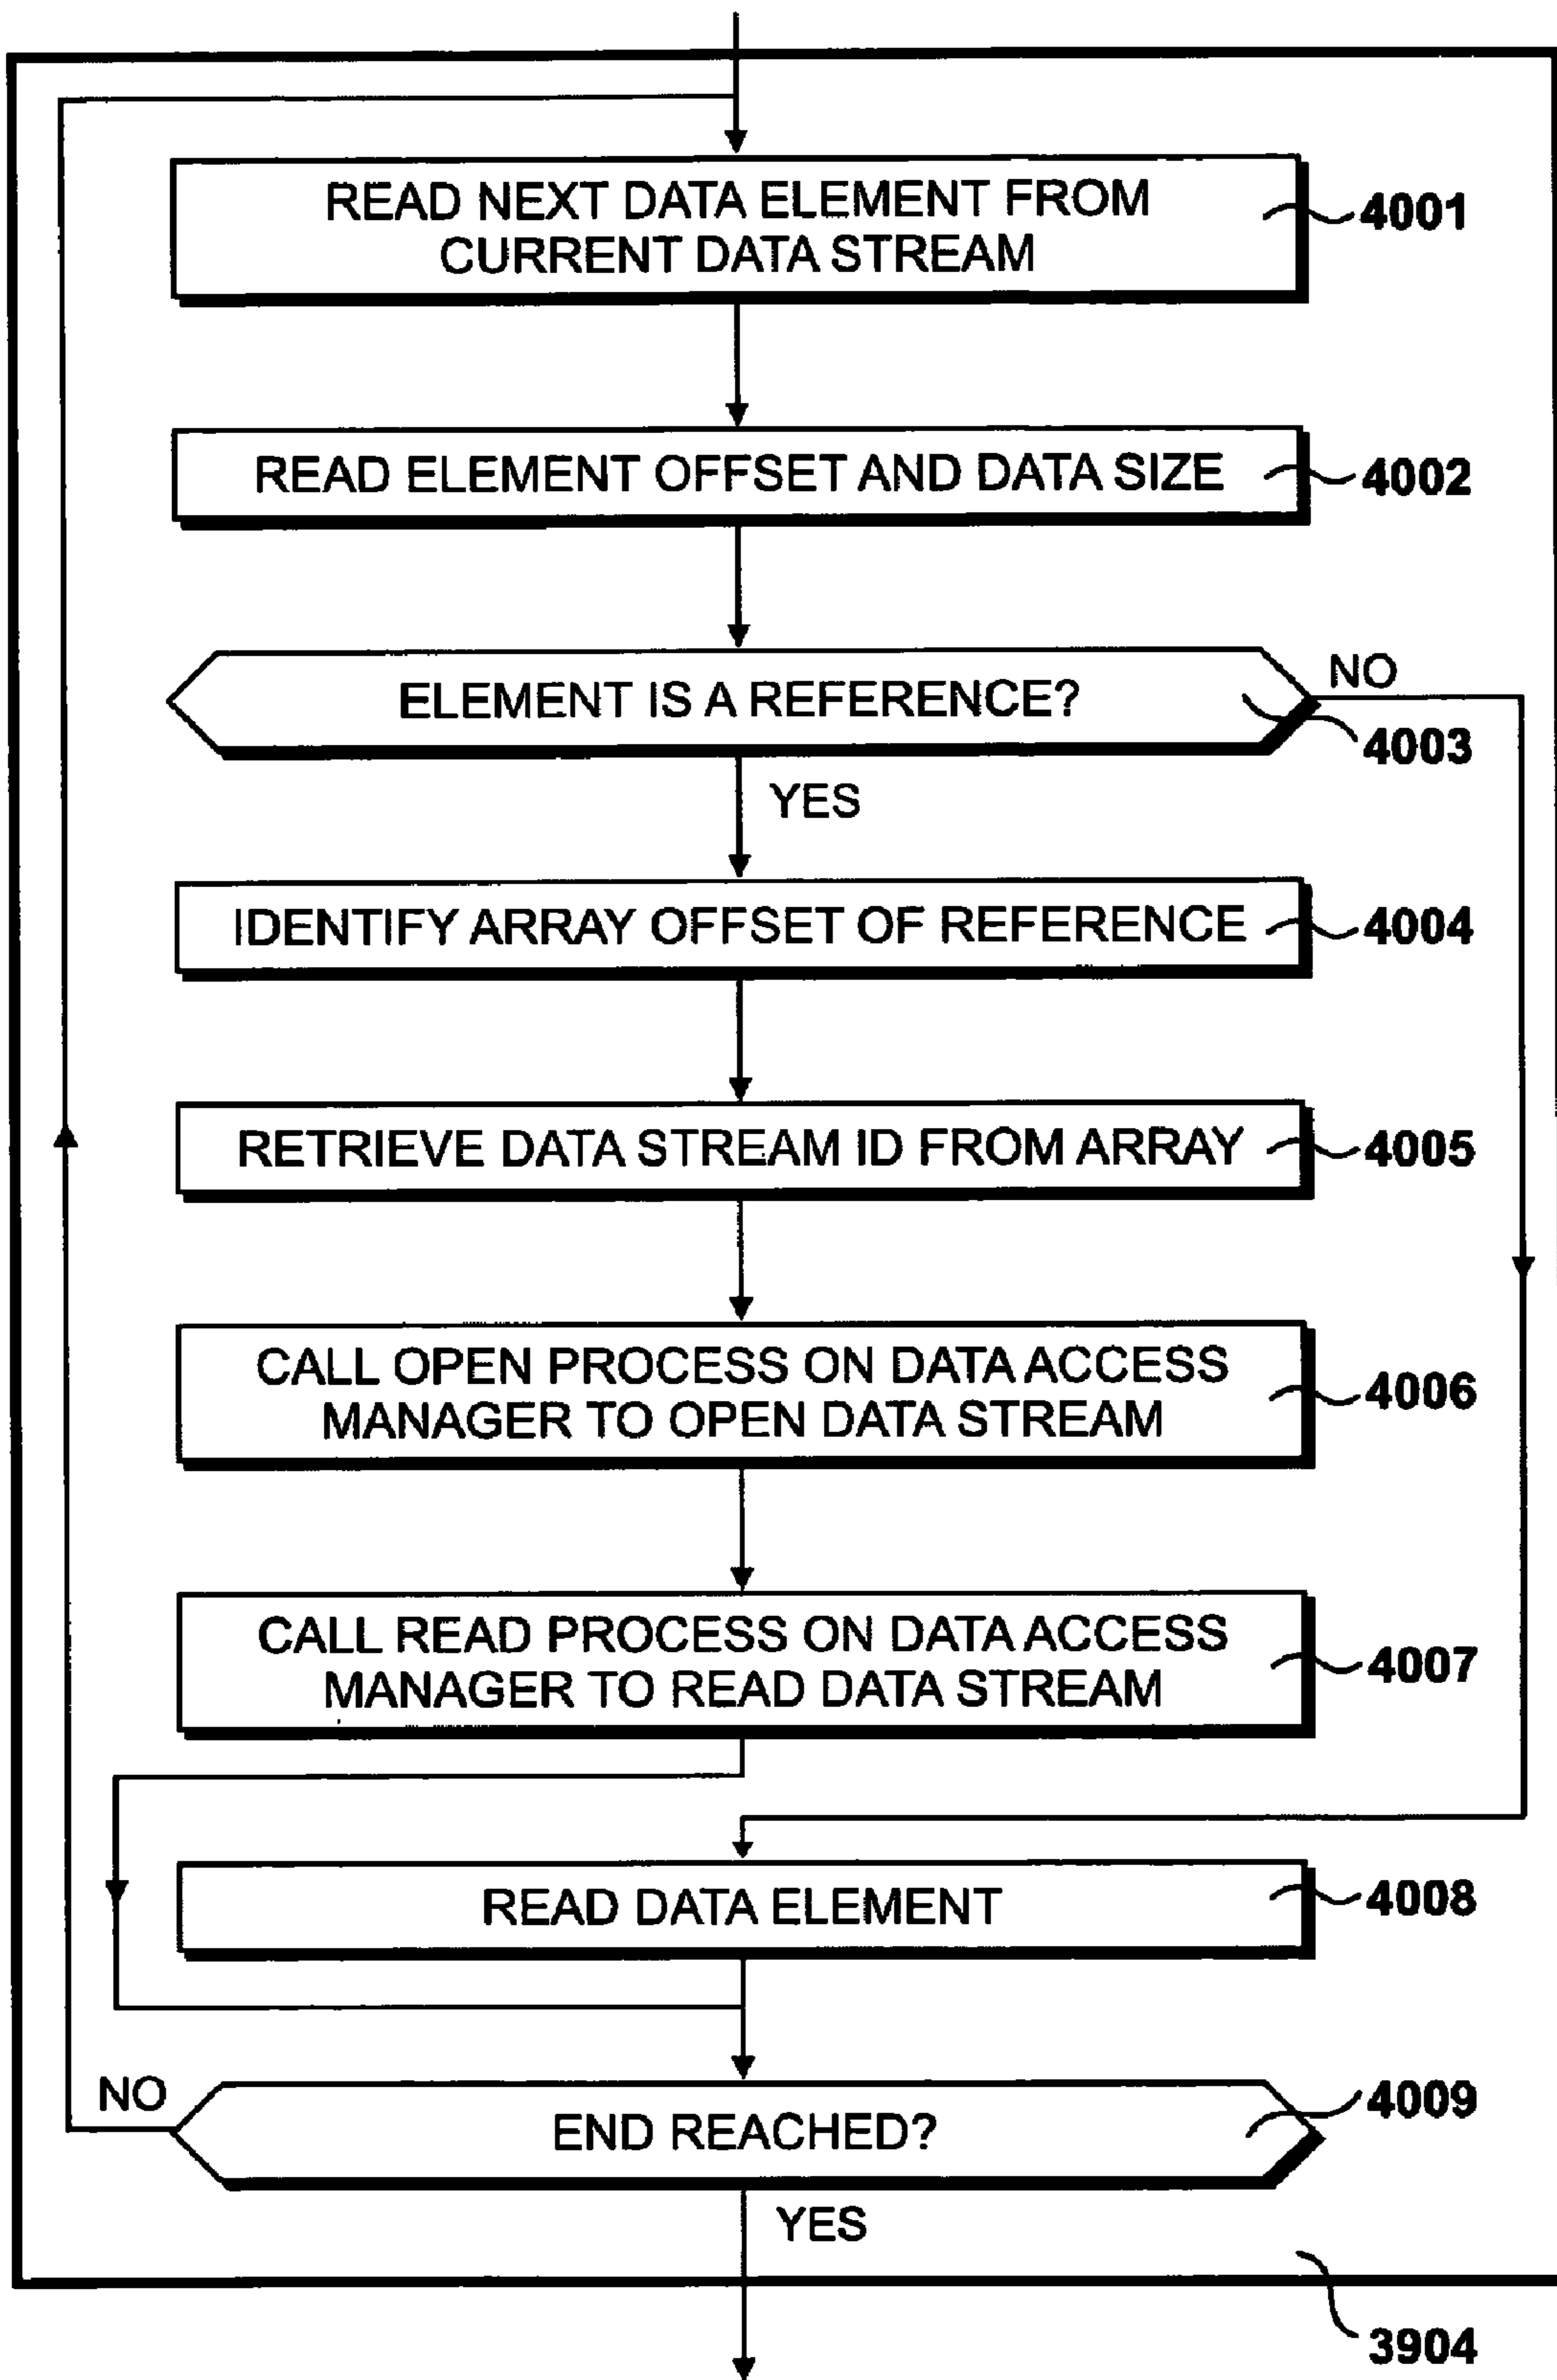 READ NEXT DATA ELEMENT FROM
CURRENT DATA STREAM
4001
READ ELEMENT OFFSET AND DATA SIZE
4002
ELEMENT IS A REFERENCE?
NO
4003
YES
IDENTIFY ARRAY OFFSET OF REFERENCE
4004
RETRIEVE DATA STREAM ID FROM ARRAY
4005
CALL OPEN PROCESS ON DATA ACCESS
MANAGER TO OPEN DATA STREAM
4006
CALL READ PROCESS ON DATA ACCESS
MANAGER TO READ DATA STREAM
4007
READ DATA ELEMENT
4008
NO
END REACHED?
4009
YES
3904